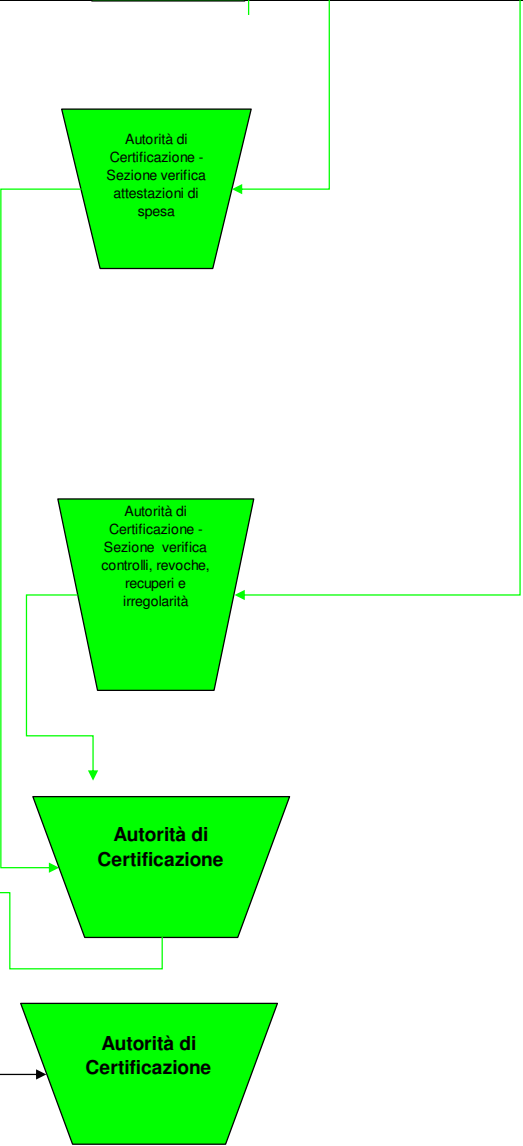 Autorità di
Certificazione -
Sezione verifica
attestazioni di
spesa
Autorità di
Certificazione -
Sezione  verifica
controlli, revoche,
recuperi e
irregolarità
Autorità di
Certificazione
Autorità di
Certificazione